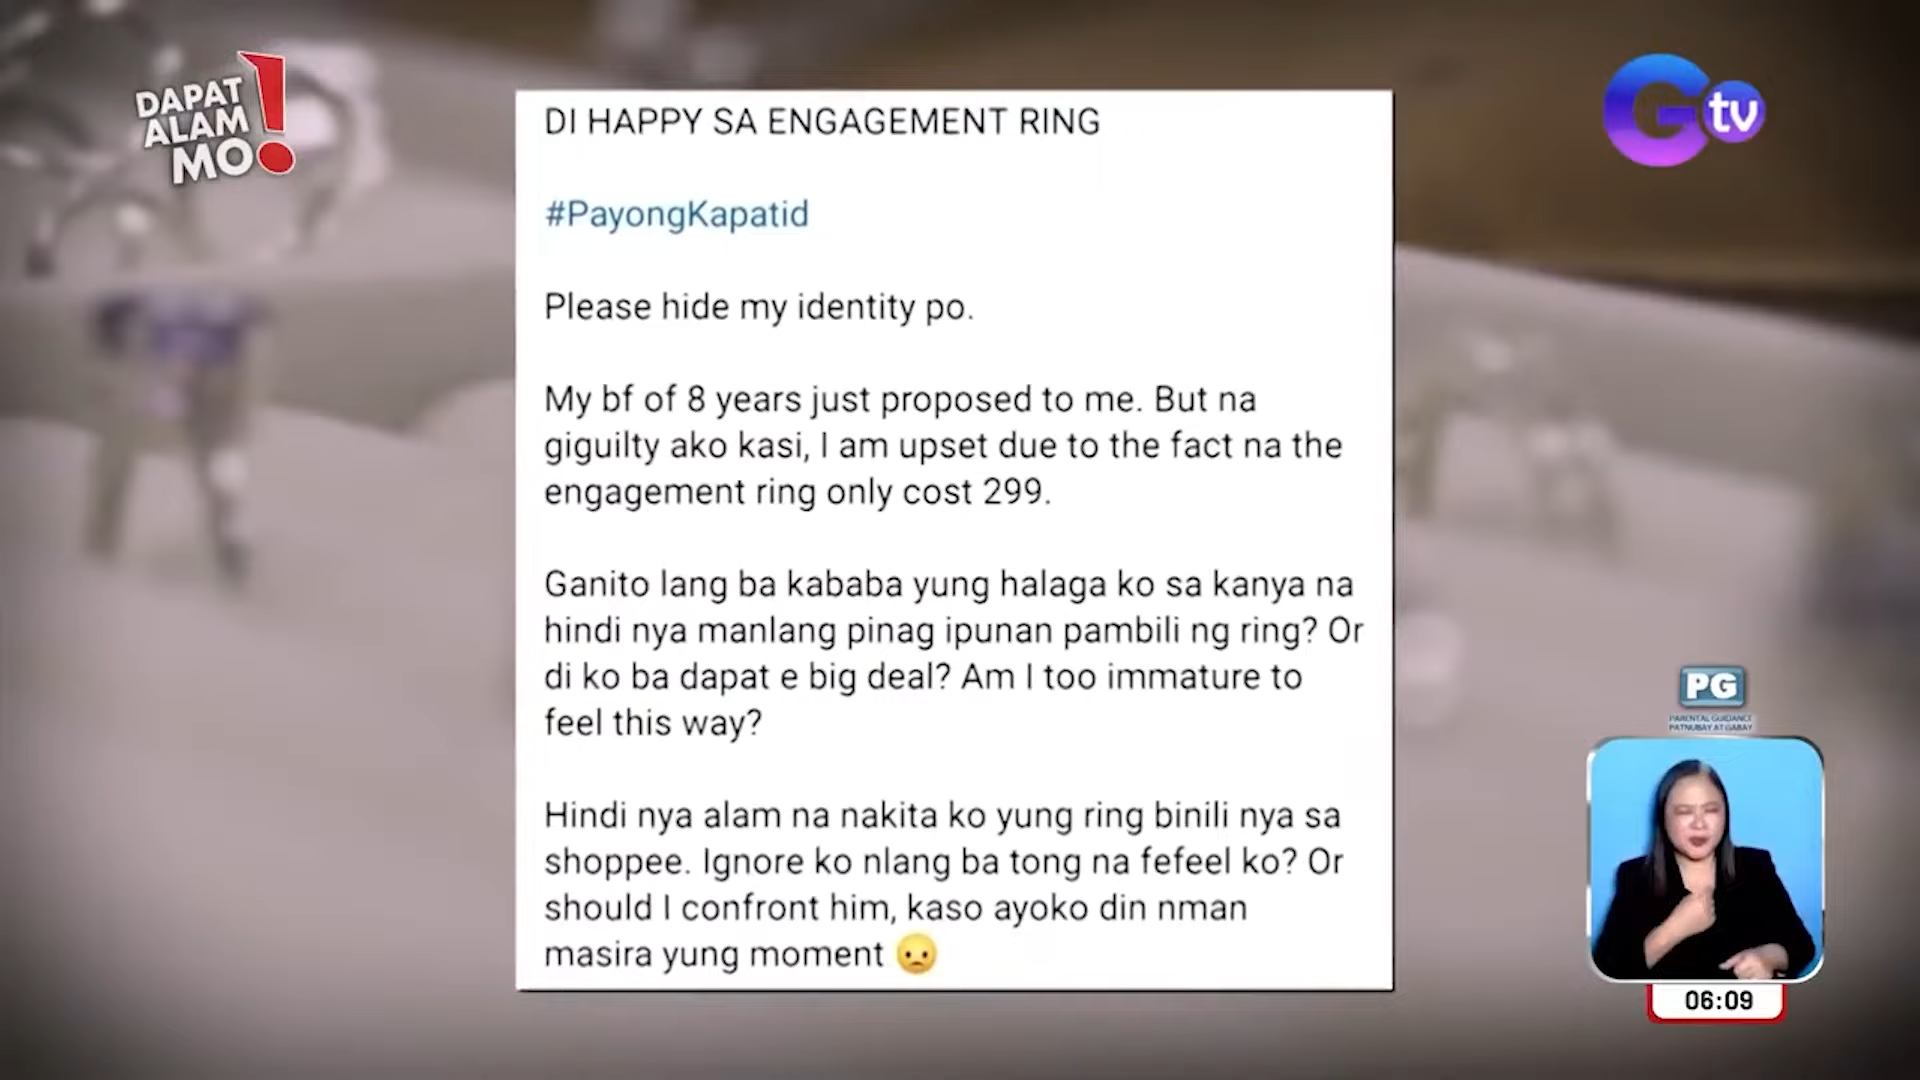 DAPAT
ALAM
MO!
G tv
DI HAPPY SA ENGAGEMENT RING
#PayongKapatid
Please hide my identity po.
My bf of 8 years just proposed to me. But na
giguilty ako kasi, I am upset due to the fact na the
engagement ring only cost 299.
Ganito lang ba kababa yung halaga ko sa kanya na
hindi nya manlang pinag ipunan pambili ng ring? Or
di ko ba dapat e big deal? Am I too immature to
feel this way?
Hindi nya alam na nakita ko yung ring binili nya sa
shoppee. Ignore ko nlang ba tong na fefeel ko? Or
should I confront him, kaso ayoko din nman
masira yung moment 😞
PG
PARENTAL GUIDANCE
PATNUBAY AT GABAY
06:09